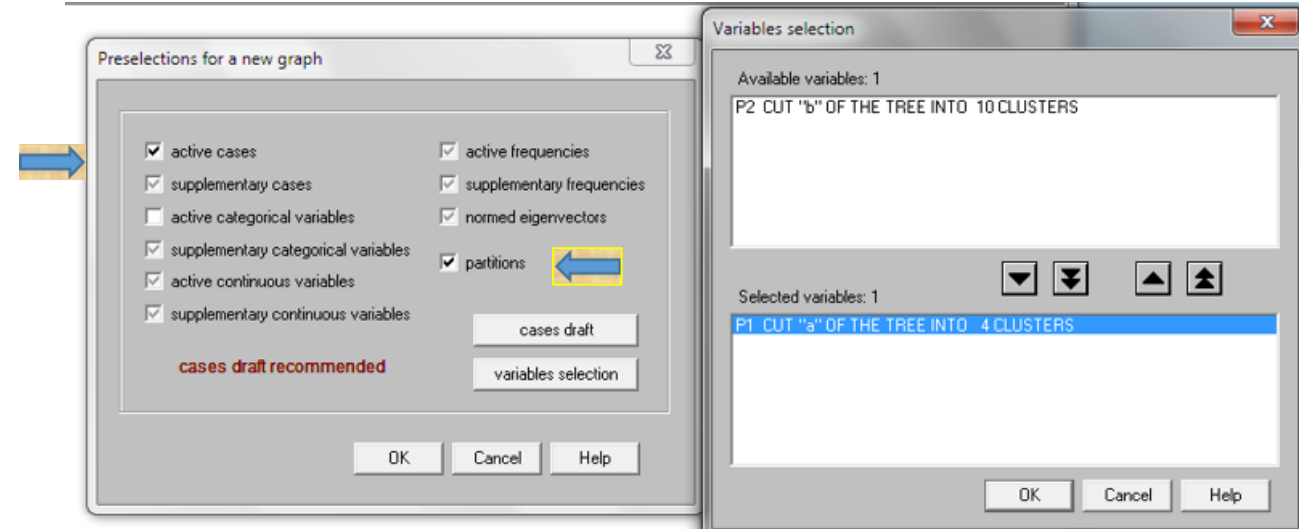 Preselections for a new graph
active cases
supplementary cases
active categorical variables
supplementary categorical variables
active continuous variables
supplementary continuous variables
active frequencies
supplementary frequencies
normed eigenvectors
partitions
cases draft
cases draft recommended
variables selection
OK Cancel Help
Variables selection
Available variables: 1
P2 CUT "b" OF THE TREE INTO 10 CLUSTERS
Selected variables: 1
P1 CUT "a" OF THE TREE INTO 4 CLUSTERS
OK Cancel Help